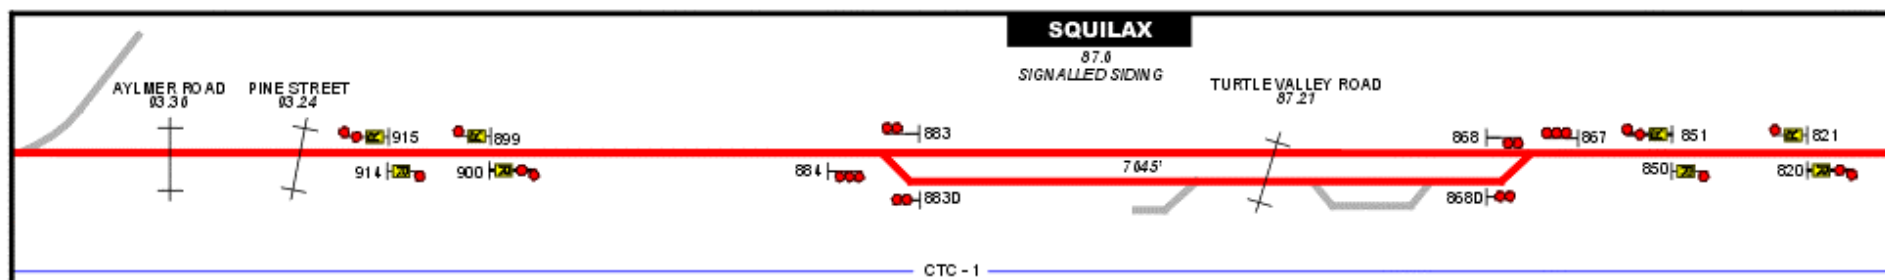 SQUILAX
87.0
SIGNALLED SIDING
AYLMER ROAD
93.30
PINE STREET
93.24
TURTLE VALLEY ROAD
87.21
915
899
883
868
867
851
821
914
900
884
7045'
850
820
883D
868D
CTC - 1